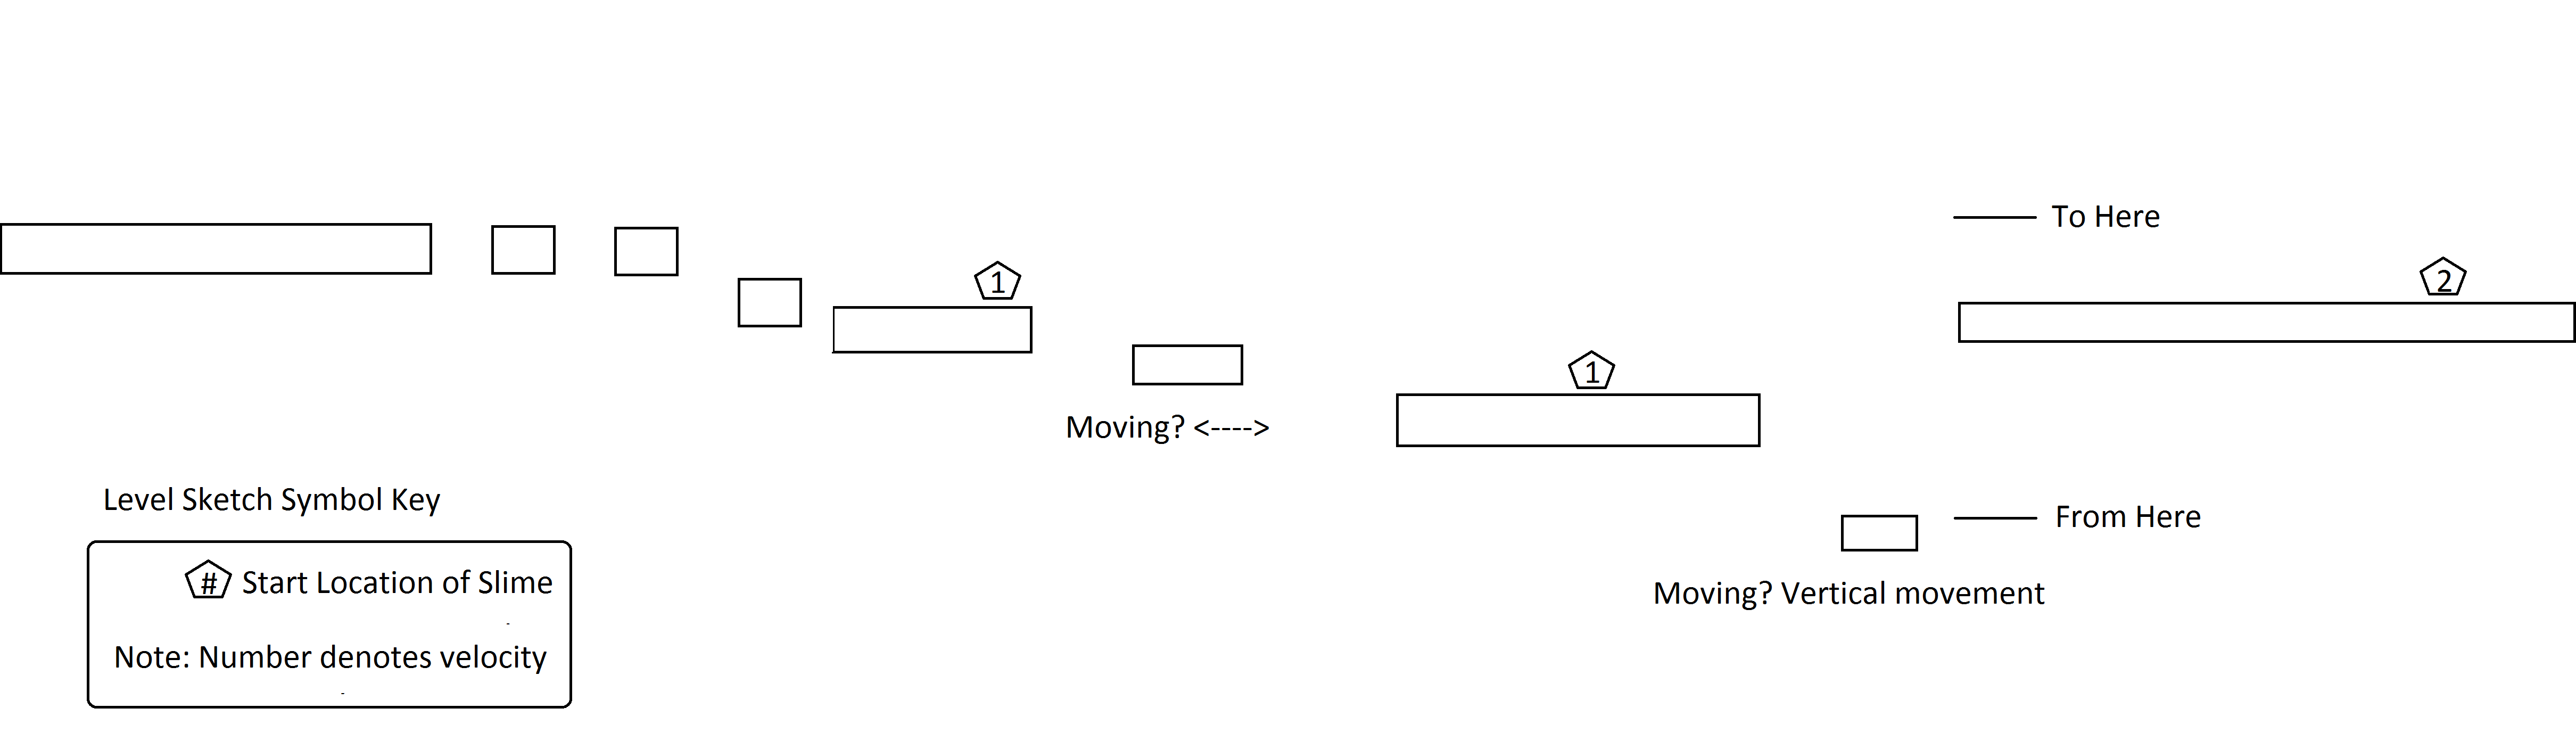 To Here
1
2
1
Moving? <---->
Level Sketch Symbol Key
From Here
# Start Location of Slime
Moving? Vertical movement
Note: Number denotes velocity